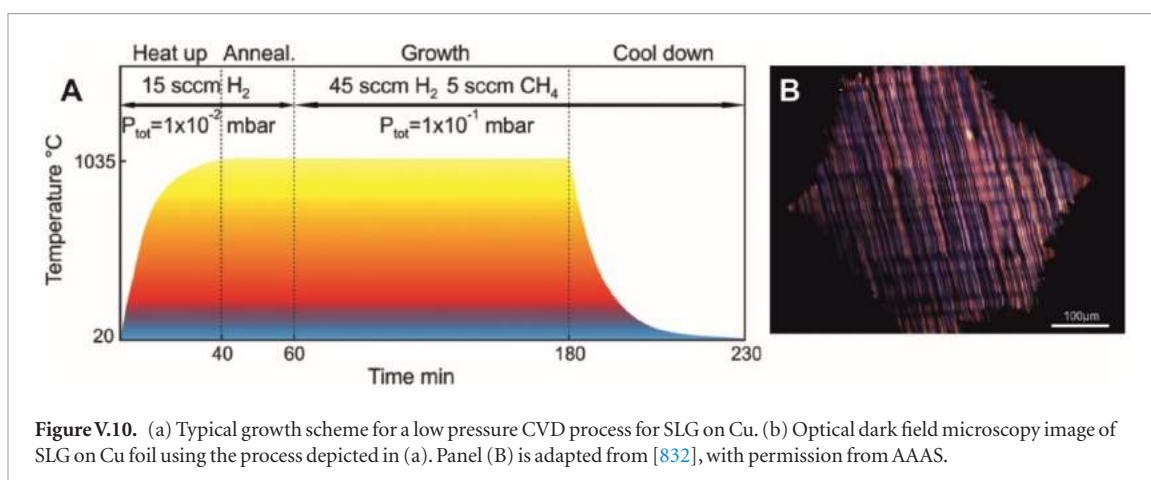 Heat up Anneal. Growth Cool down
A 15 sccm H₂ 45 sccm H₂ 5 sccm CH₄ B
Pₜₒₜ=1x10⁻² mbar Pₜₒₜ=1x10⁻¹ mbar
1035
Temperature °C
20
40 60 180 230
Time min
100μm
Figure V.10. (a) Typical growth scheme for a low pressure CVD process for SLG on Cu. (b) Optical dark field microscopy image of
SLG on Cu foil using the process depicted in (a). Panel (B) is adapted from [832], with permission from AAAS.